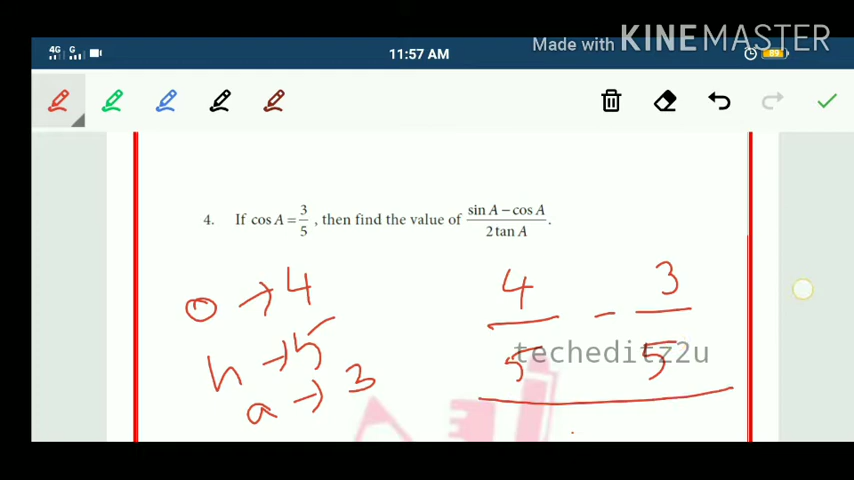 4G G 11:57 AM 89
Made with KINEMASTER
4. If cos A = 3/5 , then find the value of (sin A − cos A)/(2 tan A).
o → 4
h → 5
a → 3
4/5 − 3/5
techeditz2u